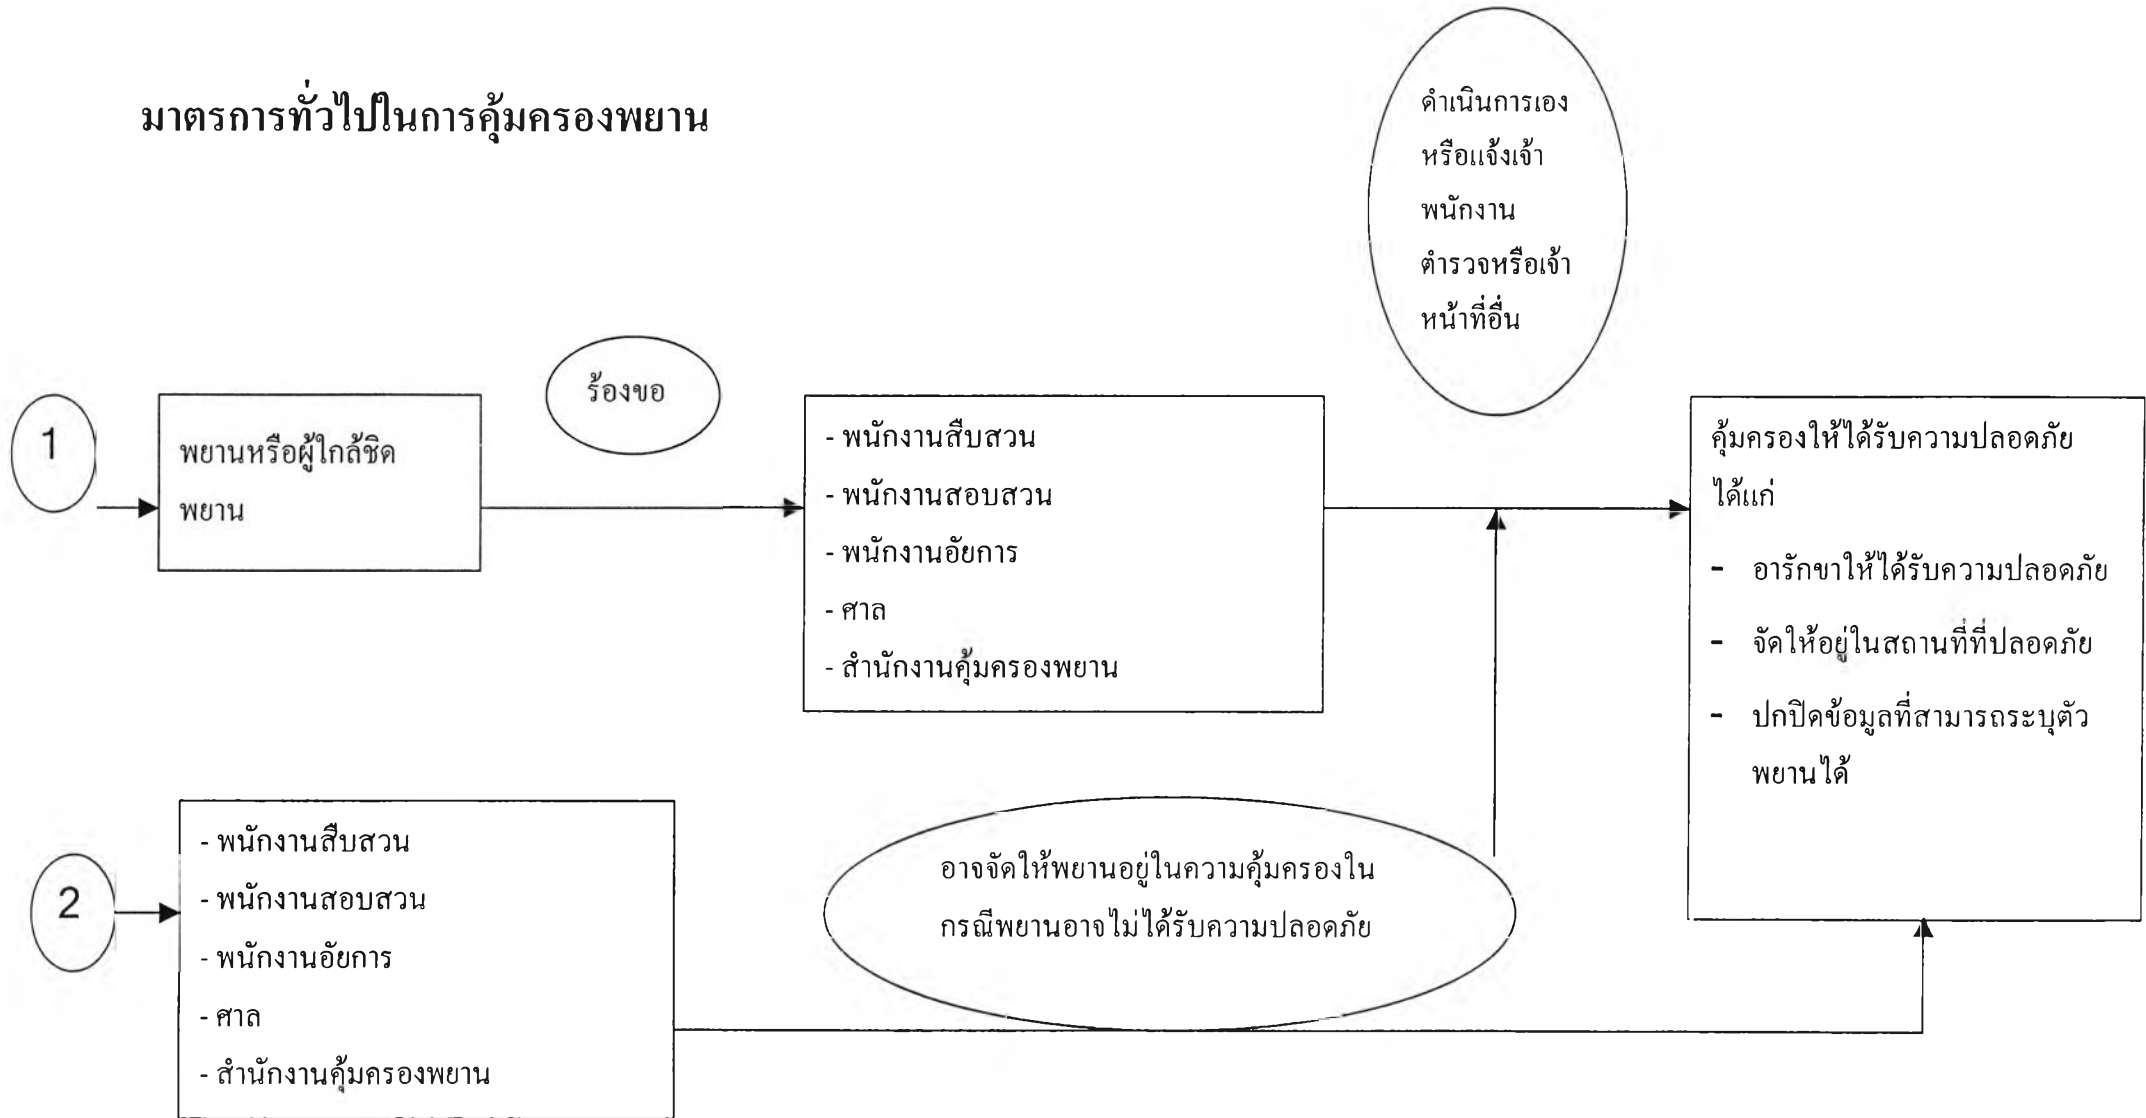 มาตรการทั่วไปในการคุ้มครองพยาน
ดำเนินการเอง
หรือแจ้งเจ้า
พนักงาน
ตำรวจหรือเจ้า
หน้าที่อื่น
1
พยานหรือผู้ใกล้ชิด
พยาน
ร้องขอ
- พนักงานสืบสวน
- พนักงานสอบสวน
- พนักงานอัยการ
- ศาล
- สำนักงานคุ้มครองพยาน
คุ้มครองให้ได้รับความปลอดภัย
ได้แก่
- อารักขาให้ได้รับความปลอดภัย
- จัดให้อยู่ในสถานที่ที่ปลอดภัย
- ปกปิดข้อมูลที่สามารถระบุตัว
พยานได้
2
- พนักงานสืบสวน
- พนักงานสอบสวน
- พนักงานอัยการ
- ศาล
- สำนักงานคุ้มครองพยาน
อาจจัดให้พยานอยู่ในความคุ้มครองใน
กรณีพยานอาจไม่ได้รับความปลอดภัย